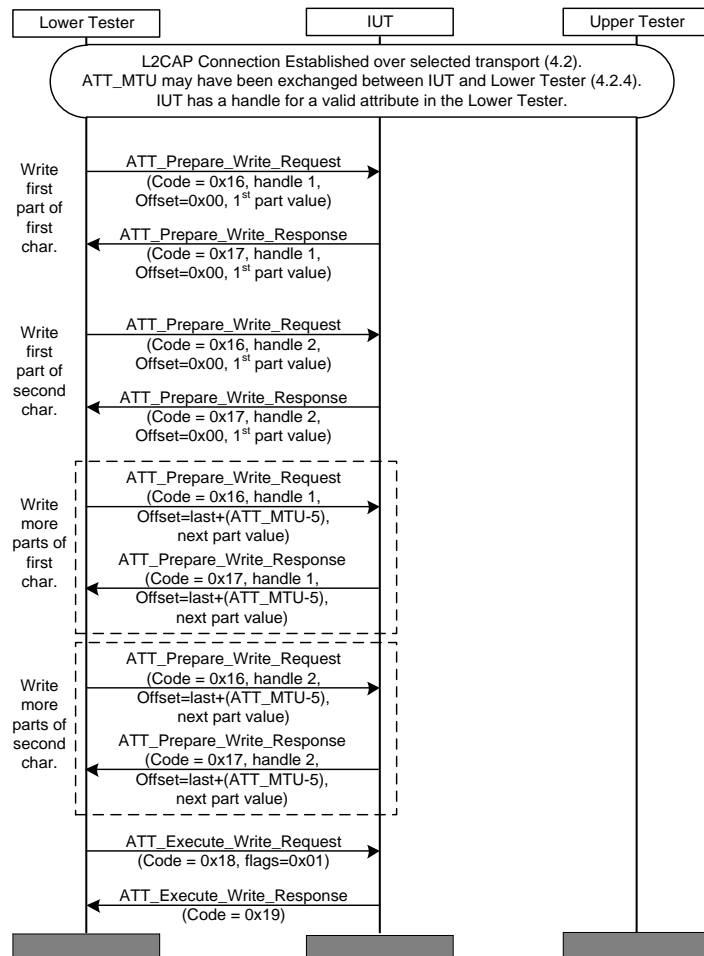 Lower Tester
IUT
Upper Tester
L2CAP Connection Established over selected transport (4.2).
ATT_MTU may have been exchanged between IUT and Lower Tester (4.2.4).
IUT has a handle for a valid attribute in the Lower Tester.
Write
first
part of
first
char.
ATT_Prepare_Write_Request
(Code = 0x16, handle 1,
Offset=0x00, 1st part value)
ATT_Prepare_Write_Response
(Code = 0x17, handle 1,
Offset=0x00, 1st part value)
Write
first
part of
second
char.
ATT_Prepare_Write_Request
(Code = 0x16, handle 2,
Offset=0x00, 1st part value)
ATT_Prepare_Write_Response
(Code = 0x17, handle 2,
Offset=0x00, 1st part value)
Write
more
parts of
first
char.
ATT_Prepare_Write_Request
(Code = 0x16, handle 1,
Offset=last+(ATT_MTU-5),
next part value)
ATT_Prepare_Write_Response
(Code = 0x17, handle 1,
Offset=last+(ATT_MTU-5),
next part value)
Write
more
parts of
second
char.
ATT_Prepare_Write_Request
(Code = 0x16, handle 2,
Offset=last+(ATT_MTU-5),
next part value)
ATT_Prepare_Write_Response
(Code = 0x17, handle 2,
Offset=last+(ATT_MTU-5),
next part value)
ATT_Execute_Write_Request
(Code = 0x18, flags=0x01)
ATT_Execute_Write_Response
(Code = 0x19)